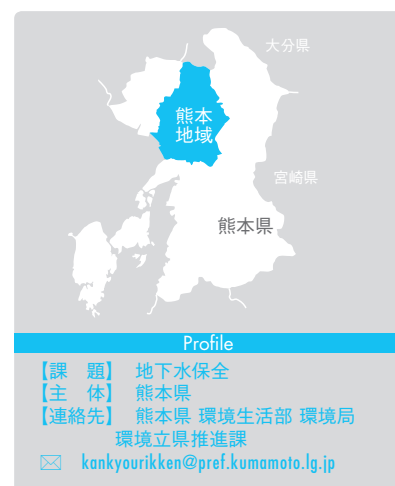 大分県
熊本
地域
宮崎県
熊本県
Profile
【課　題】　地下水保全
【主　体】　熊本県
【連絡先】　熊本県 環境生活部 環境局
環境立県推進課
kankyourikken@pref.kumamoto.lg.jp